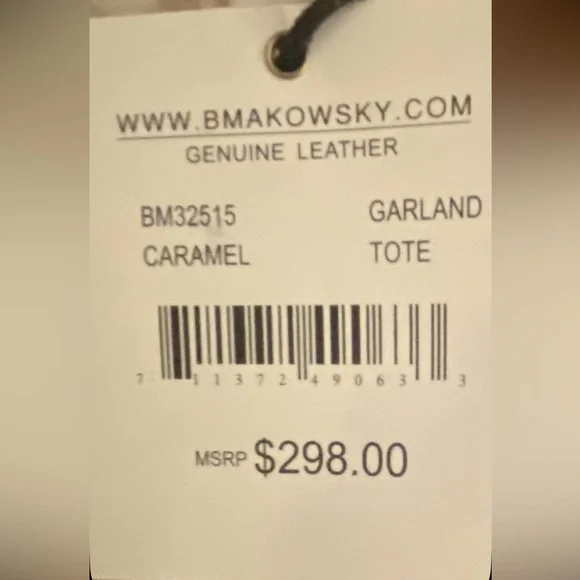 WWW.BMAKOWSKY.COM
GENUINE LEATHER
BM32515 GARLAND
CARAMEL TOTE
7 11372 49063 3
MSRP $298.00